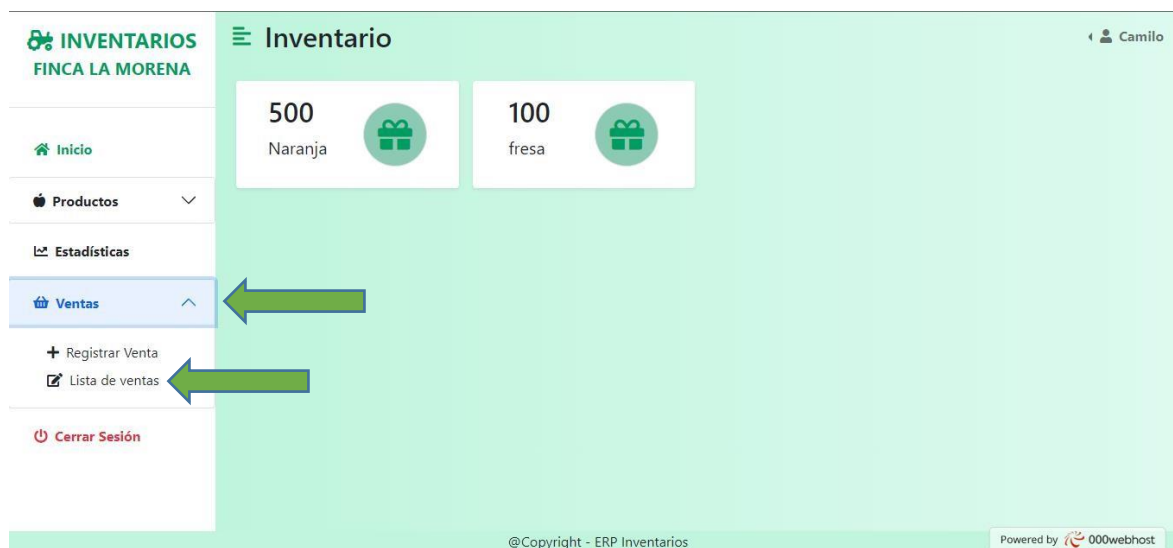 INVENTARIOS
FINCA LA MORENA
Inicio
Productos
Estadísticas
Ventas
Registrar Venta
Lista de ventas
Cerrar Sesión
Inventario
Camilo
500
Naranja
100
fresa
@Copyright - ERP Inventarios
Powered by 000webhost